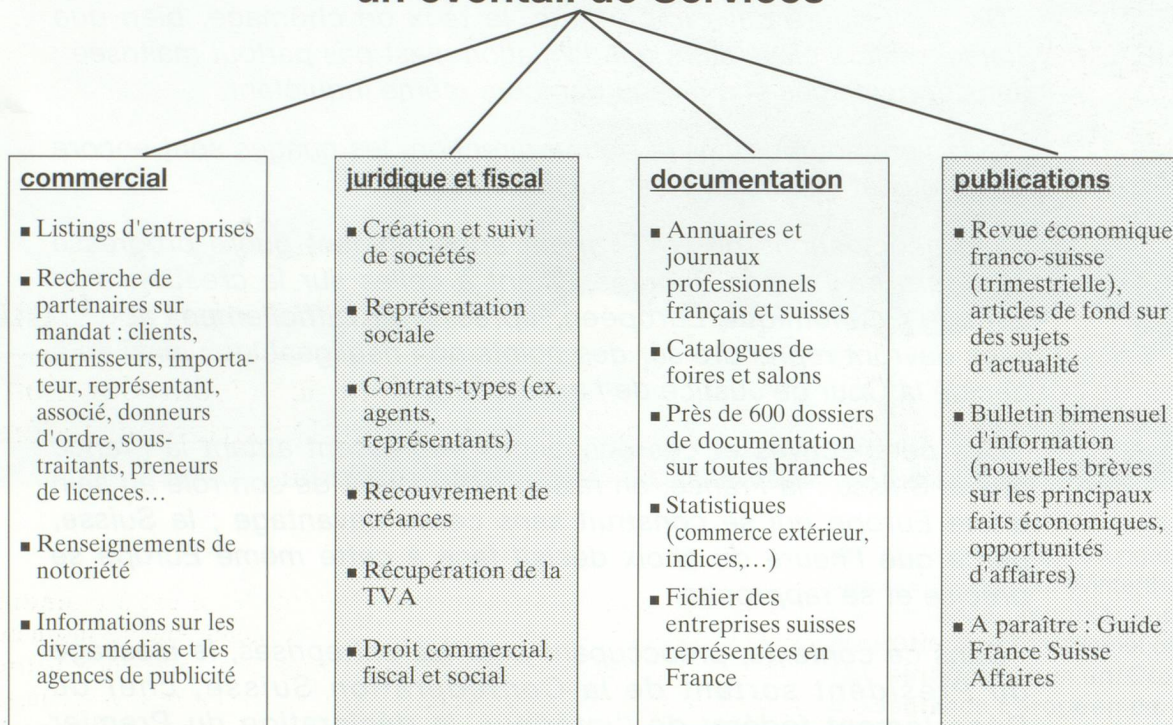 un éventail de services
commercial
■ Listings d'entreprises
■ Recherche de
partenaires sur
mandat : clients,
fournisseurs, importa-
teur, représentant,
associé, donneurs
d'ordre, sous-
traitants, preneurs
de licences…
■ Renseignements de
notoriété
■ Informations sur les
divers médias et les
agences de publicité
juridique et fiscal
■ Création et suivi
de sociétés
■ Représentation
sociale
■ Contrats-types (ex.
agents,
représentants)
■ Recouvrement de
créances
■ Récupération de la
TVA
■ Droit commercial,
fiscal et social
documentation
■ Annuaires et
journaux
professionnels
français et suisses
■ Catalogues de
foires et salons
■ Près de 600 dossiers
de documentation
sur toutes branches
■ Statistiques
(commerce extérieur,
indices,…)
■ Fichier des
entreprises suisses
représentées en
France
publications
■ Revue économique
franco-suisse
(trimestrielle),
articles de fond sur
des sujets
d'actualité
■ Bulletin bimensuel
d'information
(nouvelles brèves
sur les principaux
faits économiques,
opportunités
d'affaires)
■ A paraître : Guide
France Suisse
Affaires